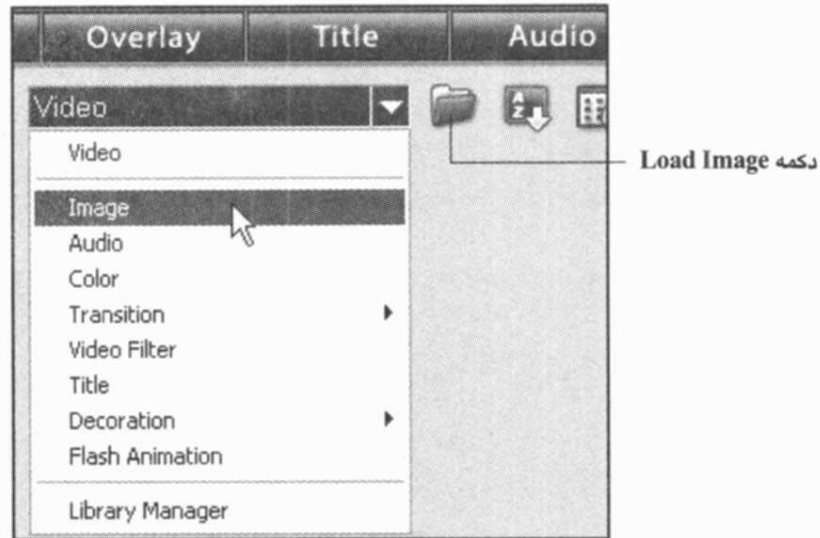 Overlay Title Audio
Video
Video
Image
Audio
Color
Transition
Video Filter
Title
Decoration
Flash Animation
Library Manager
دکمه Load Image